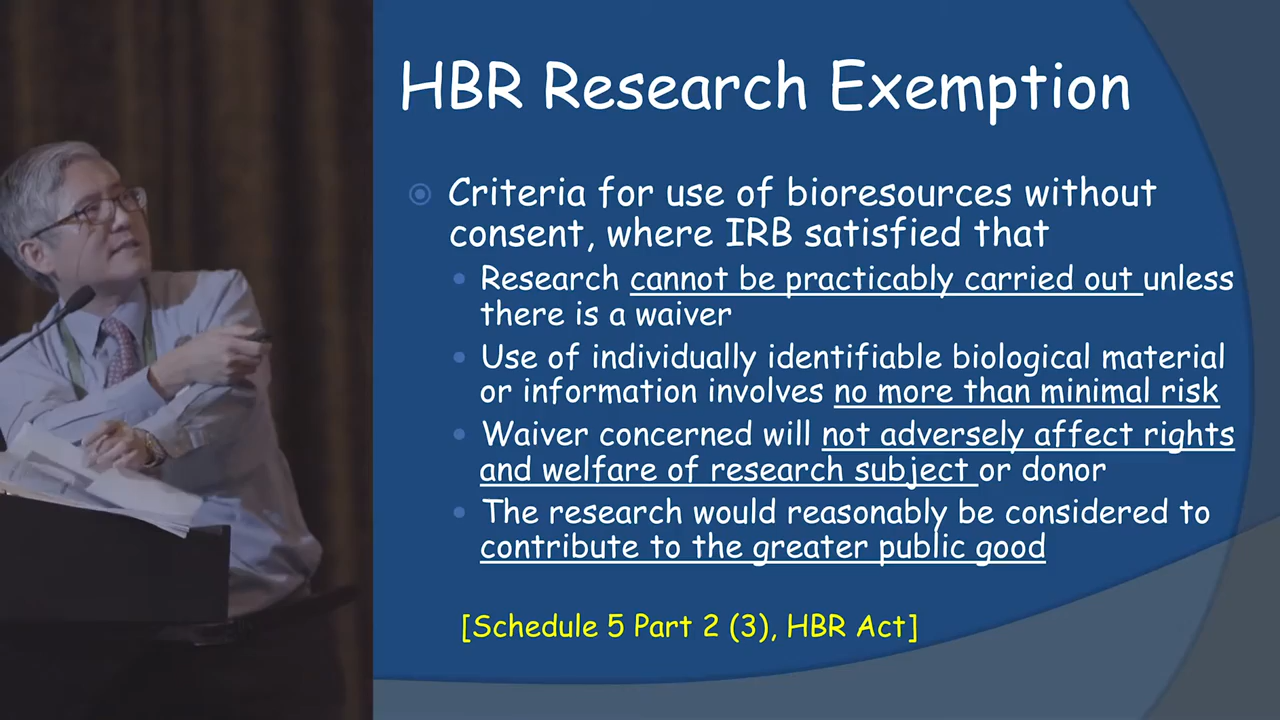 HBR Research Exemption
Criteria for use of bioresources without
consent, where IRB satisfied that
Research cannot be practicably carried out unless
there is a waiver
Use of individually identifiable biological material
or information involves no more than minimal risk
Waiver concerned will not adversely affect rights
and welfare of research subject or donor
The research would reasonably be considered to
contribute to the greater public good
[Schedule 5 Part 2 (3), HBR Act]